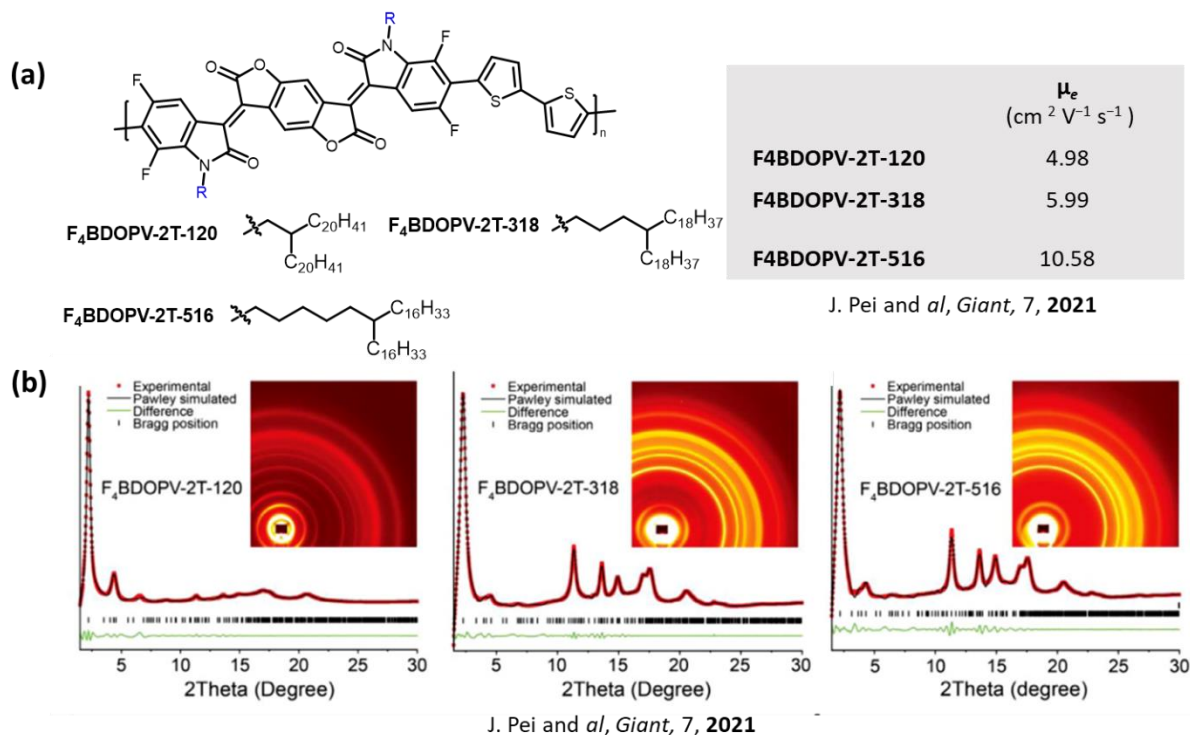 (a)
R
N
O
F
O
O
F
S
S
n
F
O
O
F
N
O
R
F₄BDOPV-2T-120
C₂₀H₄₁
C₂₀H₄₁
F₄BDOPV-2T-318
C₁₈H₃₇
C₁₈H₃₇
F₄BDOPV-2T-516
C₁₆H₃₃
C₁₆H₃₃
μₑ
(cm ² V⁻¹ s⁻¹ )
F4BDOPV-2T-120 4.98
F4BDOPV-2T-318 5.99
F4BDOPV-2T-516 10.58
J. Pei and al, Giant, 7, 2021
(b)
Experimental
Pawley simulated
Difference
Bragg position
F₄BDOPV-2T-120
5 10 15 20 25 30
2Theta (Degree)
Experimental
Pawley simulated
Difference
Bragg position
F₄BDOPV-2T-318
5 10 15 20 25 30
2Theta (Degree)
Experimental
Pawley simulated
Difference
Bragg position
F₄BDOPV-2T-516
5 10 15 20 25 30
2Theta (degree)
J. Pei and al, Giant, 7, 2021